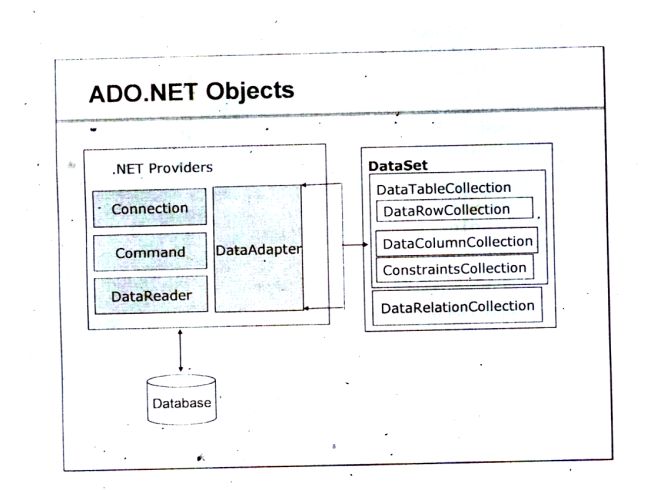 ADO.NET Objects
.NET Providers
Connection
Command
DataReader
DataAdapter
Database
DataSet
DataTableCollection
DataRowCollection
DataColumnCollection
ConstraintsCollection
DataRelationCollection